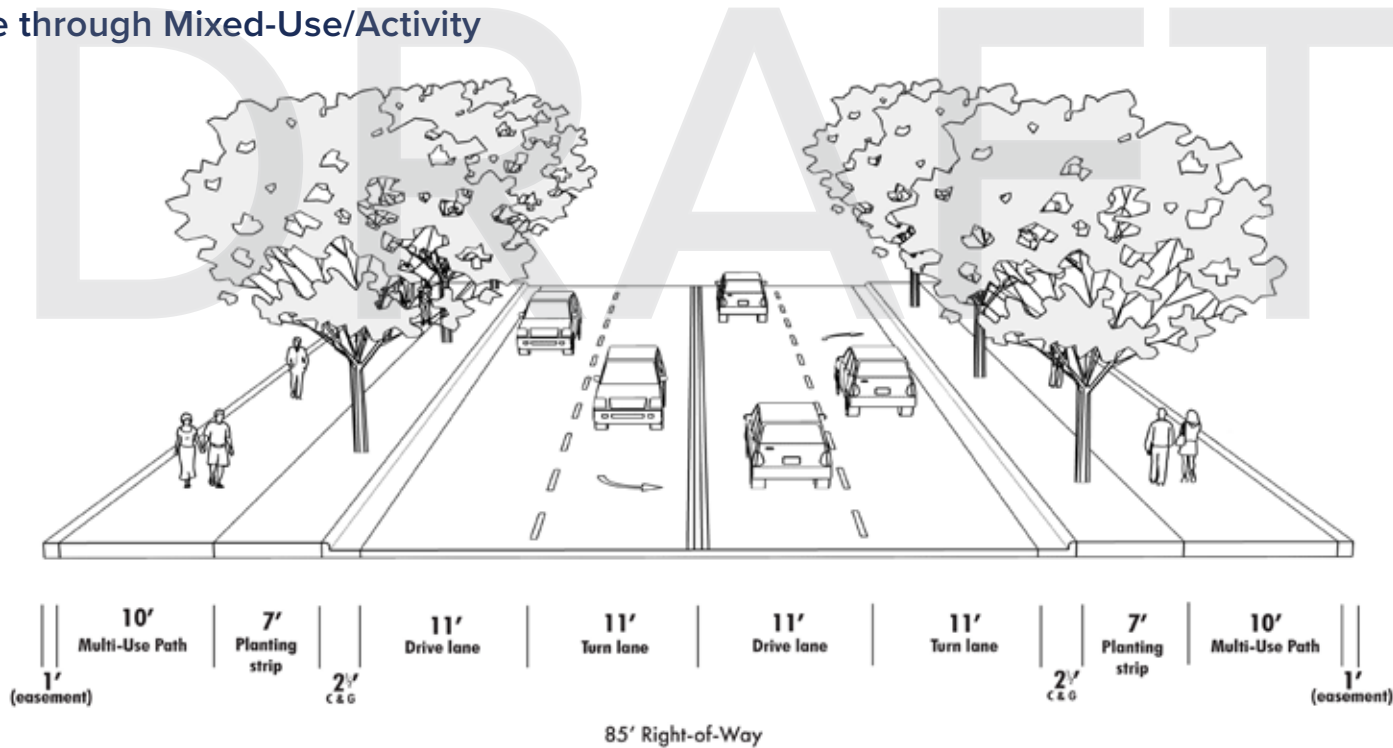 e through Mixed-Use/Activity
DRAFT
10' 7' 11' 11' 11' 11' 7' 10'
Multi-Use Path Planting strip Drive lane Turn lane Drive lane Turn lane Planting strip Multi-Use Path
1' (easement) 2½' C & G 2½' C & G 1' (easement)
85' Right-of-Way